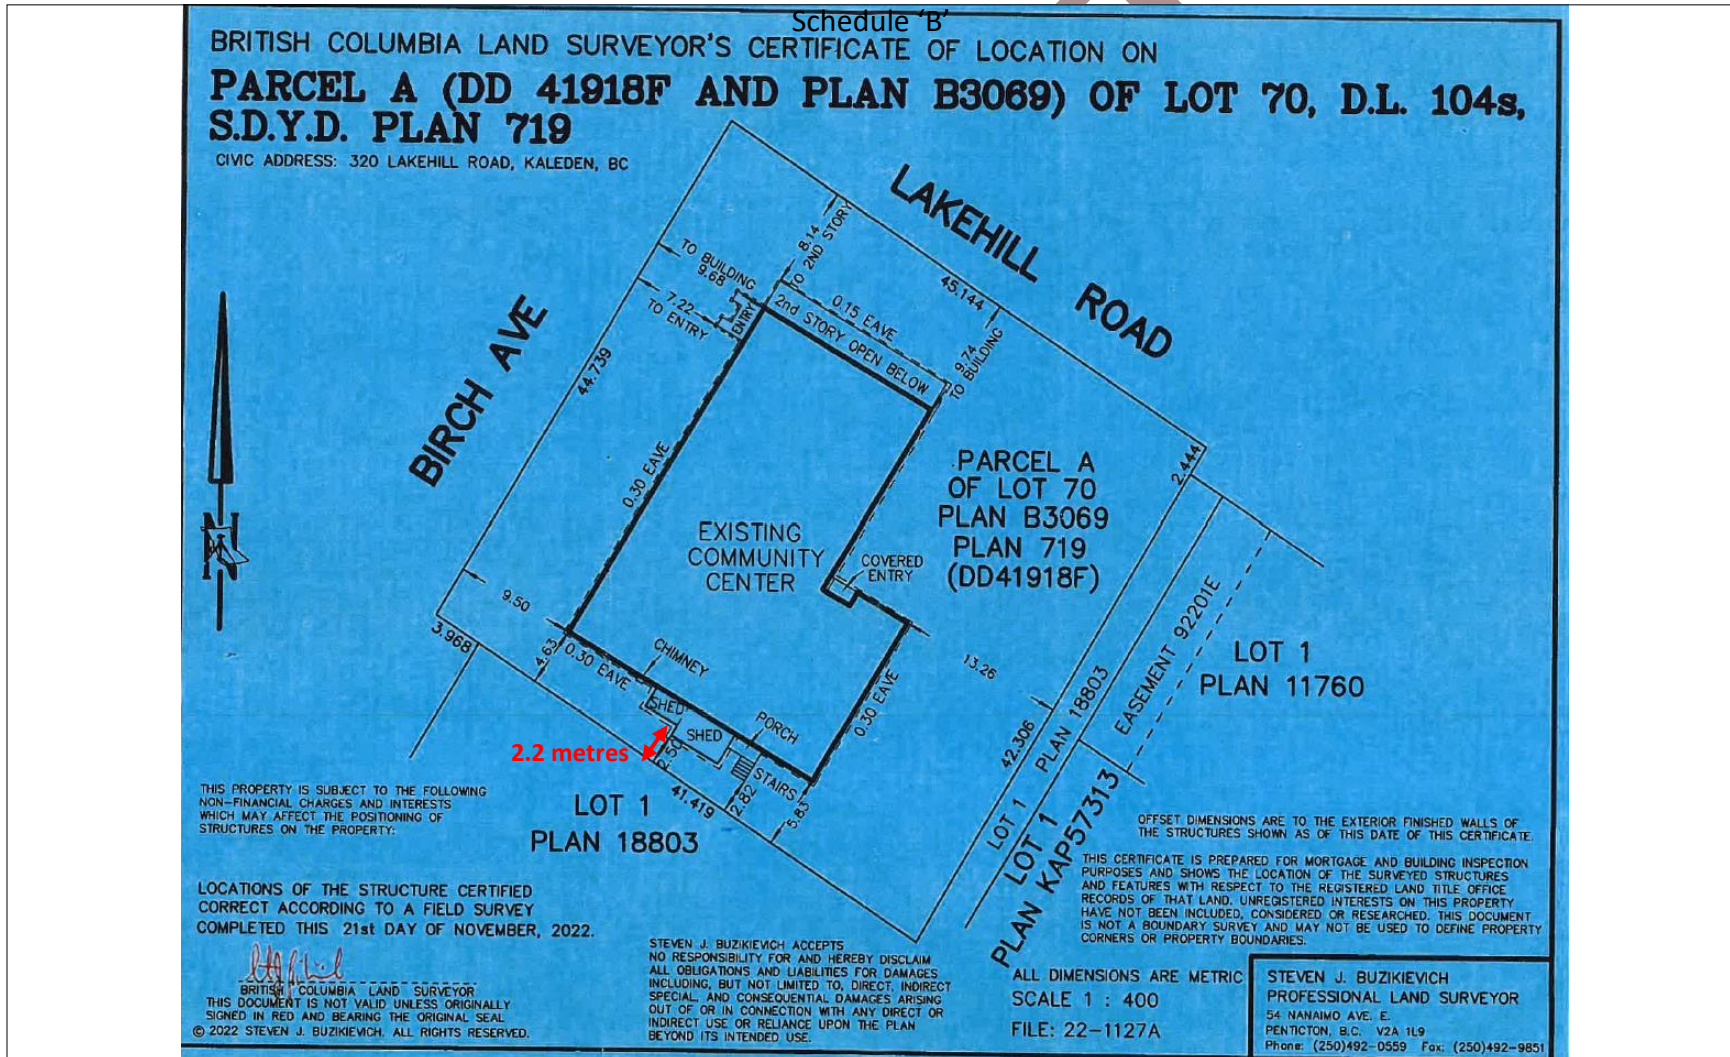 Schedule ‘B’
BRITISH COLUMBIA LAND SURVEYOR'S CERTIFICATE OF LOCATION ON
PARCEL A (DD 41918F AND PLAN B3069) OF LOT 70, D.L. 104s,
S.D.Y.D. PLAN 719
CIVIC ADDRESS: 320 LAKEHILL ROAD, KALEDEN, BC
LAKEHILL ROAD
45.144
8.14
TO 2ND STORY
TO BUILDING
9.68
7.22
TO ENTRY
ENTRY
0.15 EAVE
2nd STORY OPEN BELOW
9.74
TO BUILDING
BIRCH AVE
44.739
0.30 EAVE
2.444
PARCEL A
OF LOT 70
PLAN B3069
PLAN 719
(DD41918F)
EXISTING
COMMUNITY
CENTER
COVERED
ENTRY
N
9.50
3.968
4.63
0.30 EAVE
CHIMNEY
SHED
SHED
PORCH
STAIRS
0.30 EAVE
13.26
42.306
LOT 1 PLAN 18803
EASEMENT 92201E
LOT 1
PLAN 11760
2.2 metres
2.50
41.419
2.82
5.83
LOT 1
PLAN 18803
LOT 1
PLAN KAP57313
THIS PROPERTY IS SUBJECT TO THE FOLLOWING
NON-FINANCIAL CHARGES AND INTERESTS
WHICH MAY AFFECT THE POSITIONING OF
STRUCTURES ON THE PROPERTY:
OFFSET DIMENSIONS ARE TO THE EXTERIOR FINISHED WALLS OF
THE STRUCTURES SHOWN AS OF THIS DATE OF THIS CERTIFICATE.
THIS CERTIFICATE IS PREPARED FOR MORTGAGE AND BUILDING INSPECTION
PURPOSES AND SHOWS THE LOCATION OF THE SURVEYED STRUCTURES
AND FEATURES WITH RESPECT TO THE REGISTERED LAND TITLE OFFICE
RECORDS OF THAT LAND. UNREGISTERED INTERESTS ON THIS PROPERTY
HAVE NOT BEEN INCLUDED, CONSIDERED OR RESEARCHED. THIS DOCUMENT
IS NOT A BOUNDARY SURVEY AND MAY NOT BE USED TO DEFINE PROPERTY
CORNERS OR PROPERTY BOUNDARIES.
LOCATIONS OF THE STRUCTURE CERTIFIED
CORRECT ACCORDING TO A FIELD SURVEY
COMPLETED THIS 21st DAY OF NOVEMBER, 2022.
BRITISH COLUMBIA LAND SURVEYOR
THIS DOCUMENT IS NOT VALID UNLESS ORIGINALLY
SIGNED IN RED AND BEARING THE ORIGINAL SEAL
© 2022 STEVEN J. BUZIKIEVICH. ALL RIGHTS RESERVED.
STEVEN J. BUZIKIEVICH ACCEPTS
NO RESPONSIBILITY FOR AND HEREBY DISCLAIM
ALL OBLIGATIONS AND LIABILITIES FOR DAMAGES
INCLUDING, BUT NOT LIMITED TO, DIRECT, INDIRECT
SPECIAL, AND CONSEQUENTIAL DAMAGES ARISING
OUT OF OR IN CONNECTION WITH ANY DIRECT OR
INDIRECT USE OR RELIANCE UPON THE PLAN
BEYOND ITS INTENDED USE.
ALL DIMENSIONS ARE METRIC
SCALE 1 : 400
FILE: 22-1127A
STEVEN J. BUZIKIEVICH
PROFESSIONAL LAND SURVEYOR
54 NANAIMO AVE. E.
PENTICTON, B.C. V2A 1L9
Phone: (250)492-0559 Fax: (250)492-9851